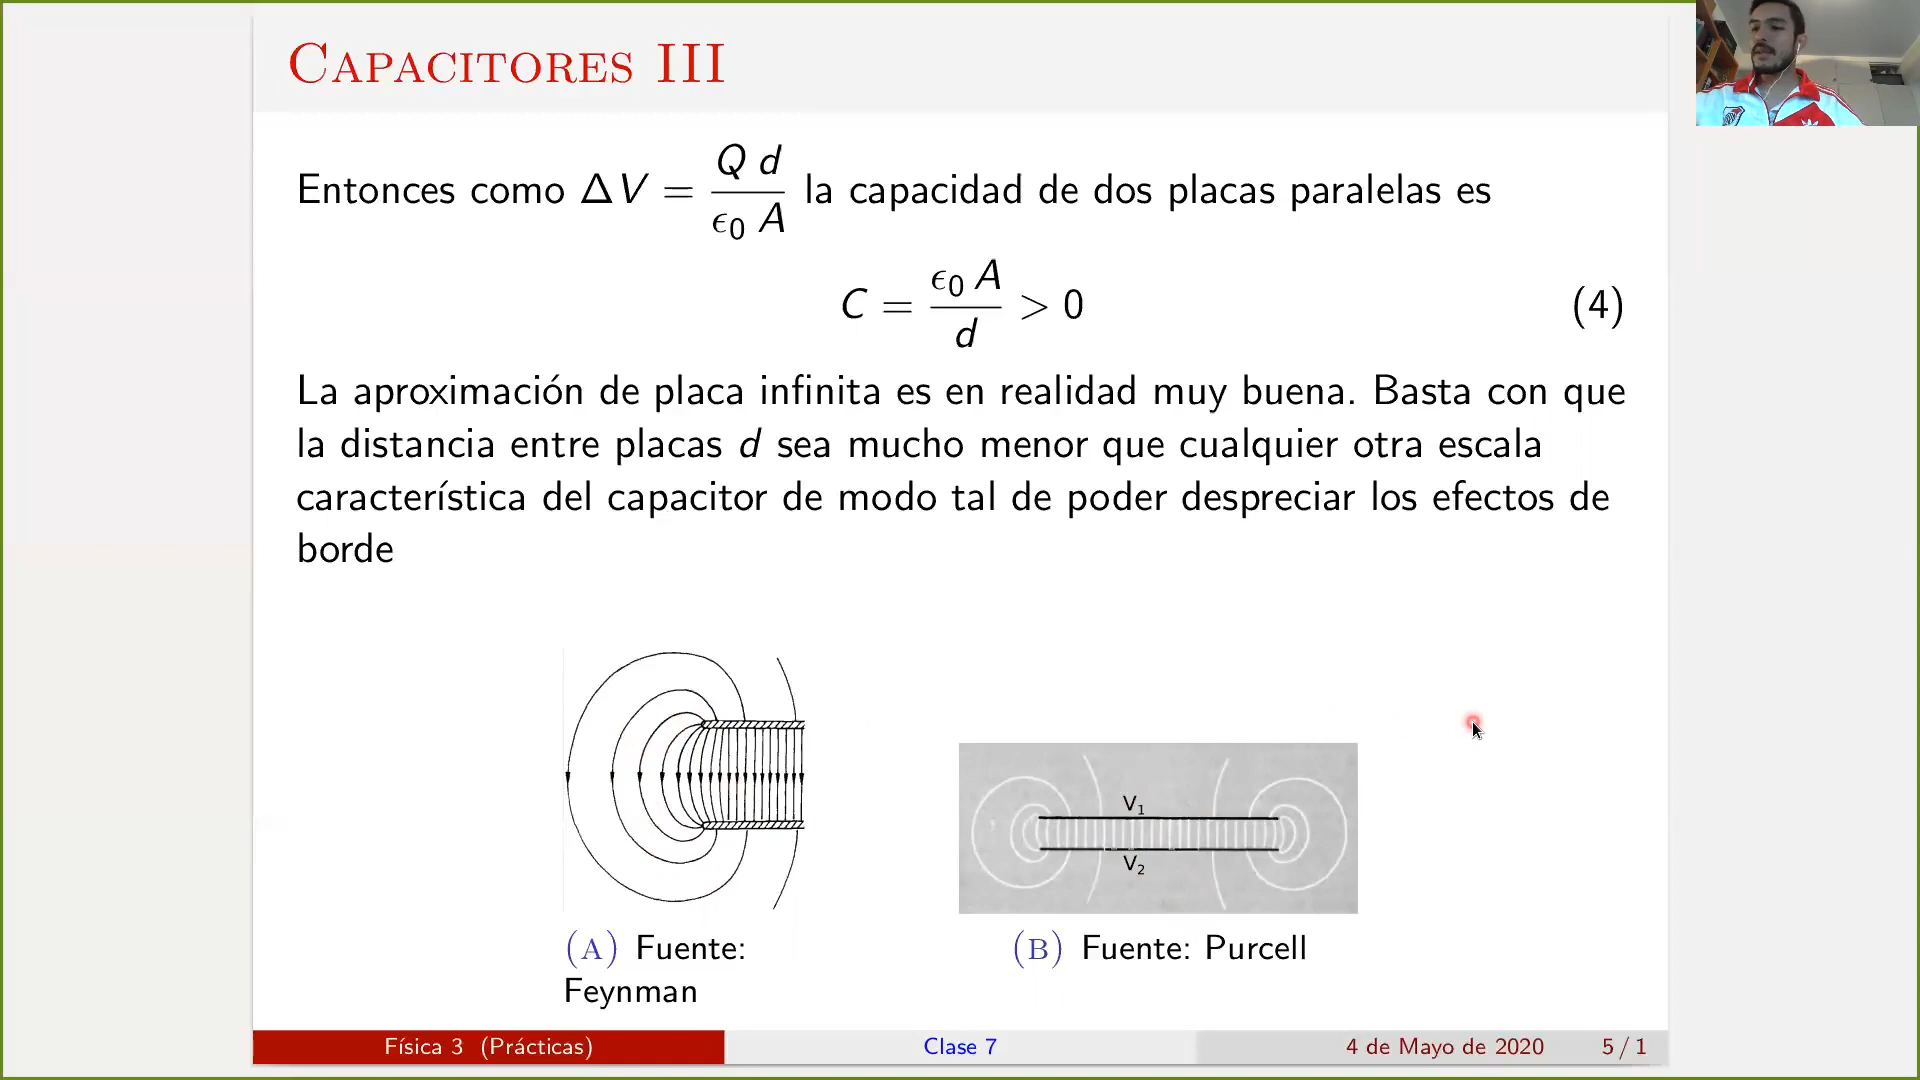 CAPACITORES III
Entonces como ΔV = Q d / ϵ₀ A la capacidad de dos placas paralelas es
C = ϵ₀ A / d > 0 (4)
La aproximación de placa infinita es en realidad muy buena. Basta con que
la distancia entre placas d sea mucho menor que cualquier otra escala
característica del capacitor de modo tal de poder despreciar los efectos de
borde
V₁
V₂
(A) Fuente:
Feynman
(B) Fuente: Purcell
Física 3 (Prácticas) Clase 7 4 de Mayo de 2020 5 / 1